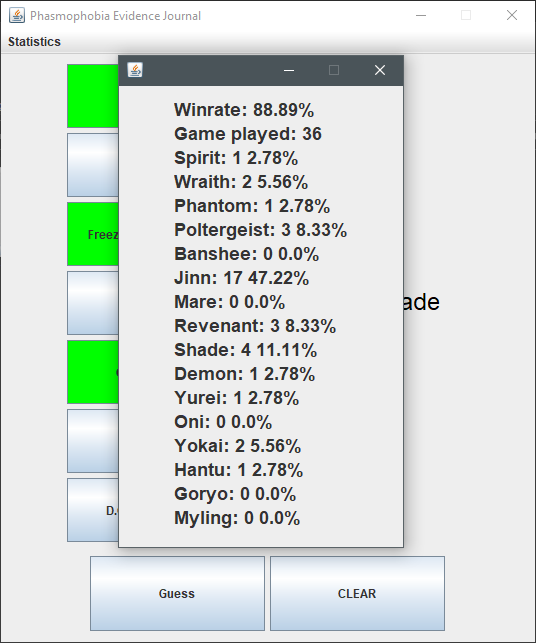 Phasmophobia Evidence Journal
Statistics
Winrate: 88.89%
Game played: 36
Spirit: 1 2.78%
Wraith: 2 5.56%
Phantom: 1 2.78%
Poltergeist: 3 8.33%
Banshee: 0 0.0%
Jinn: 17 47.22%
Mare: 0 0.0%
Revenant: 3 8.33%
Shade: 4 11.11%
Demon: 1 2.78%
Yurei: 1 2.78%
Oni: 0 0.0%
Yokai: 2 5.56%
Hantu: 1 2.78%
Goryo: 0 0.0%
Myling: 0 0.0%
Freez
ade
D.
Guess
CLEAR